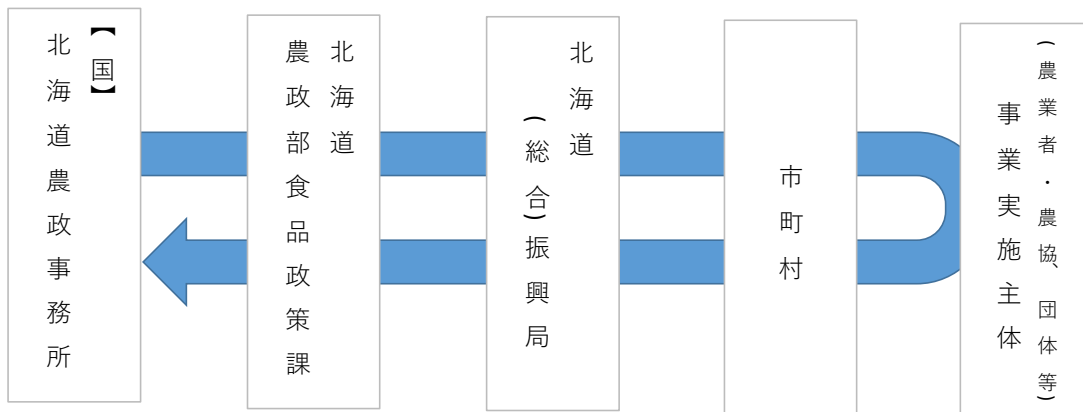 【国】
北海道農政事務所
北海道
農政部食品政策課
北海道
(総合)振興局
市町村
(農業者・農協、団体等)
事業実施主体